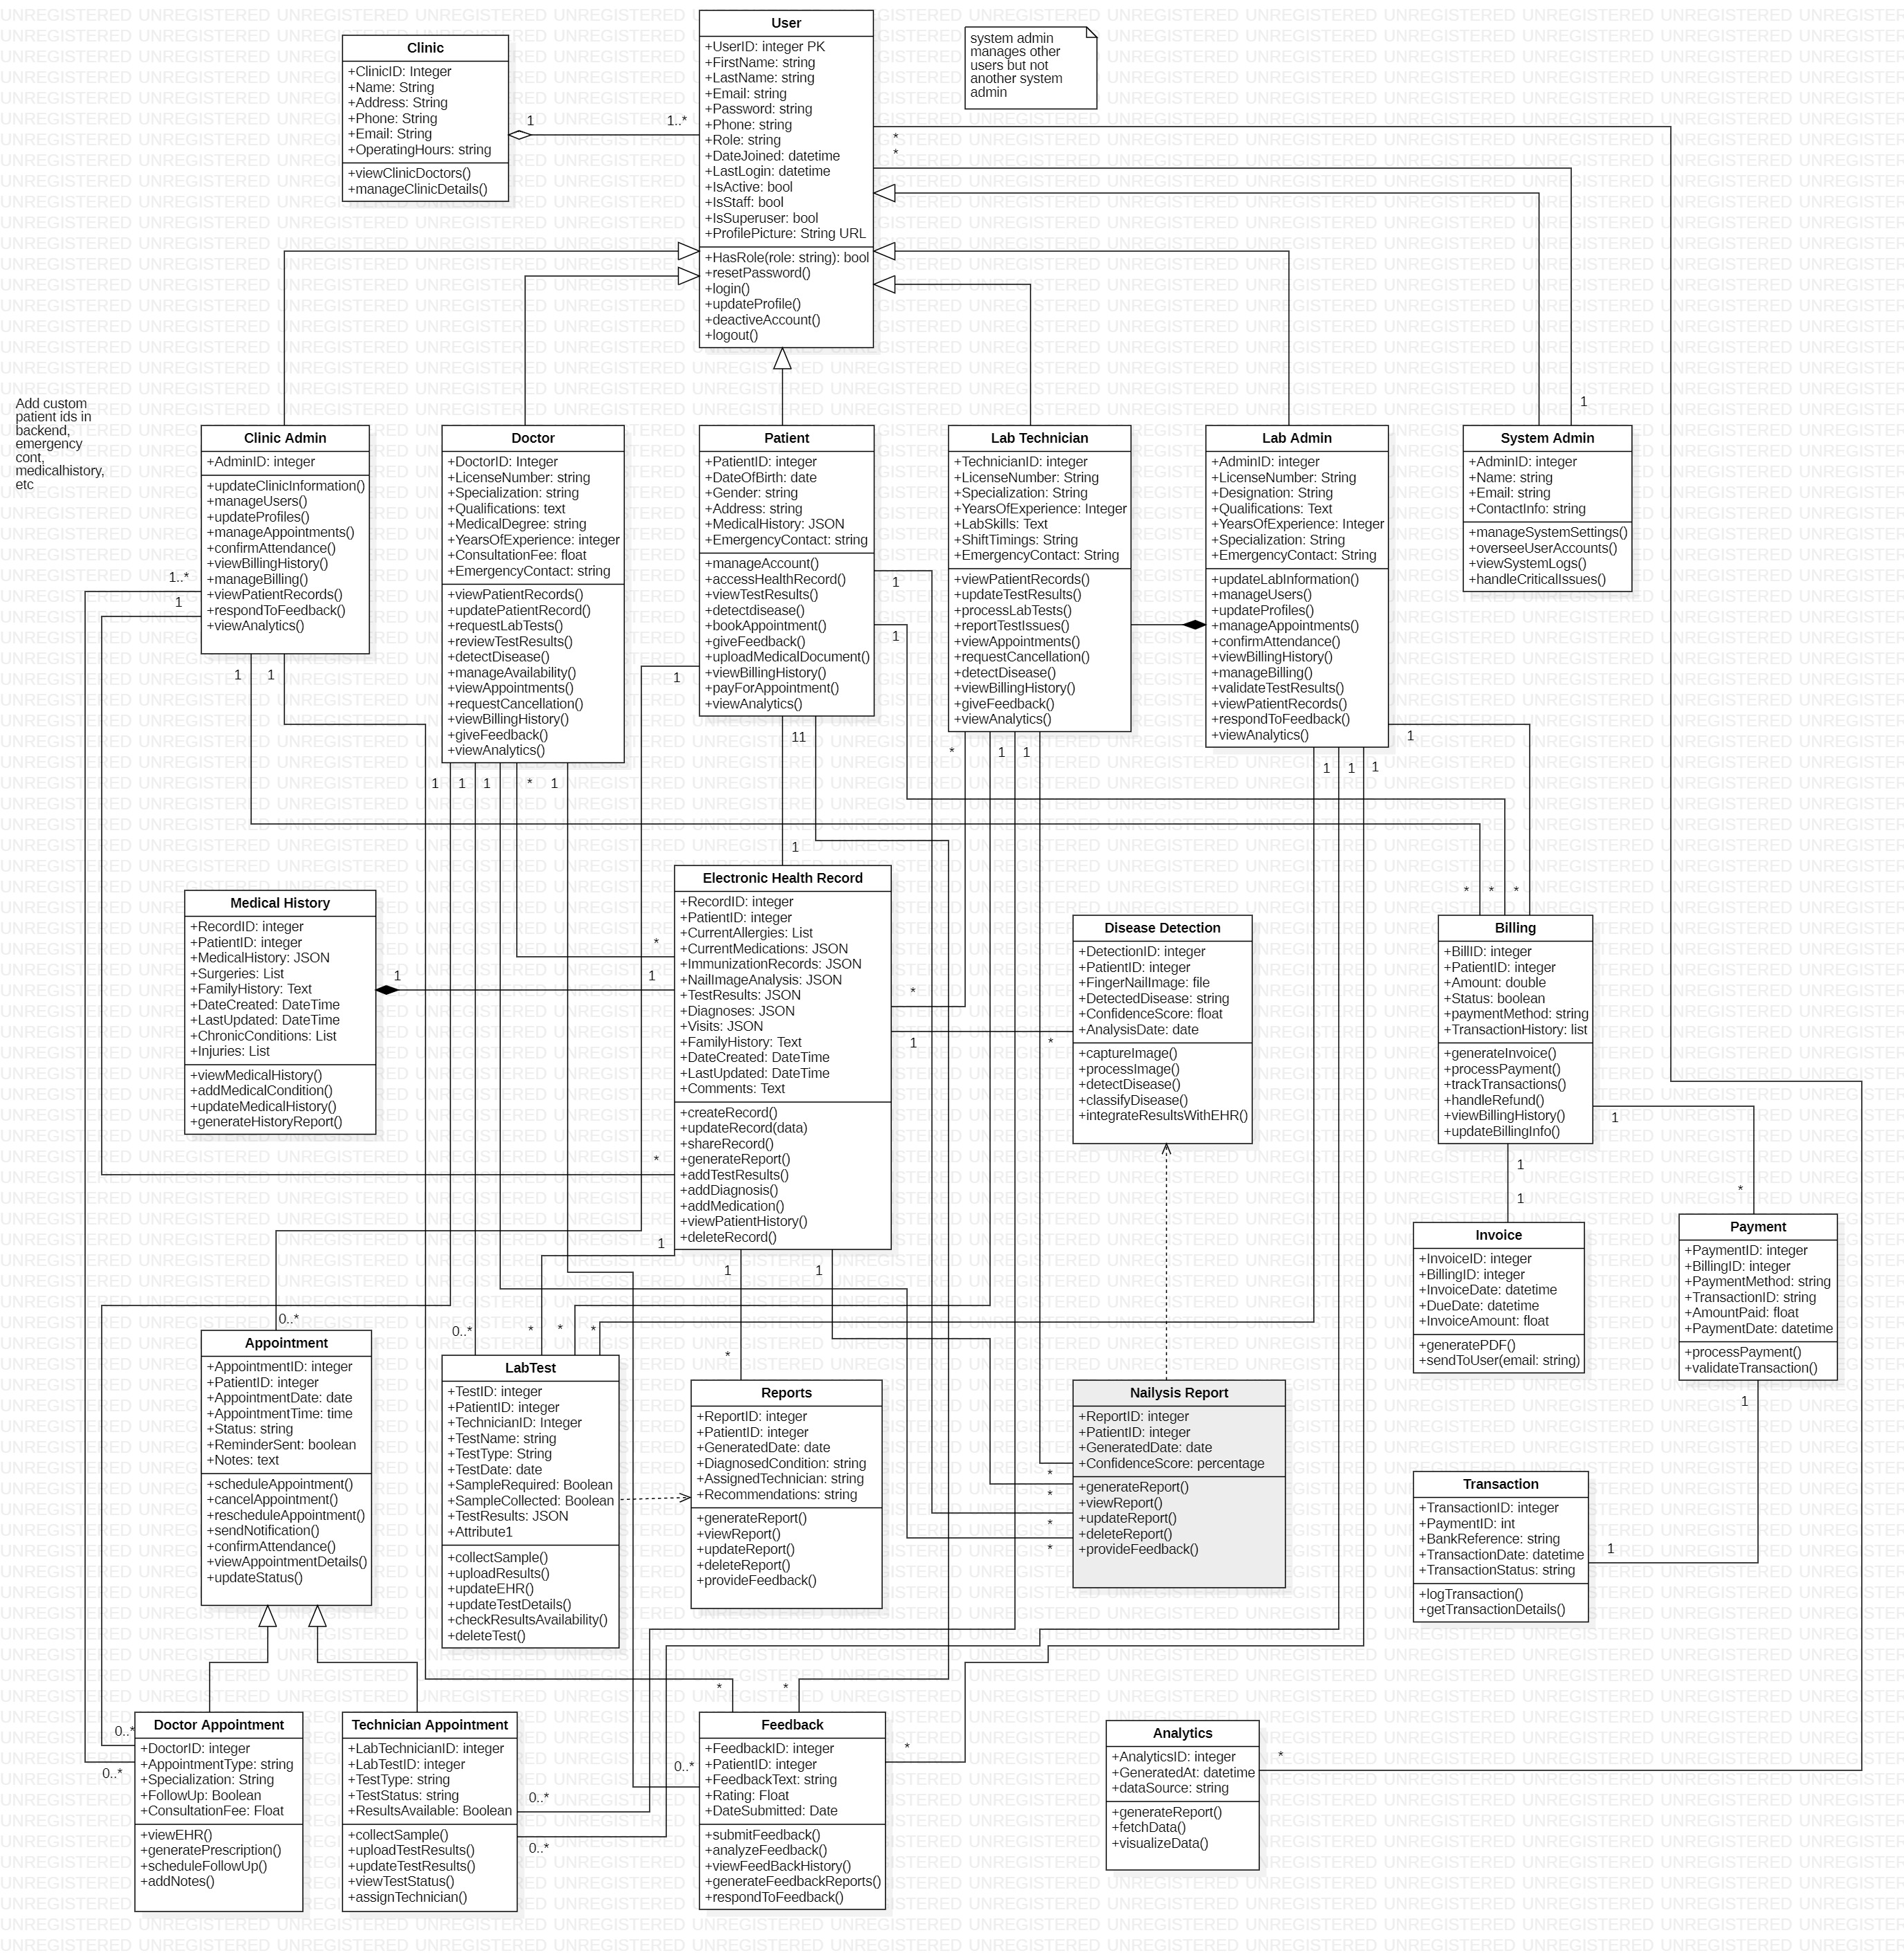 User
+UserID: integer PK
+FirstName: string
+LastName: string
+Email: string
+Password: string
+Phone: string
+Role: string
+DateJoined: datetime
+LastLogin: datetime
+IsActive: bool
+IsStaff: bool
+IsSuperuser: bool
+ProfilePicture: String URL
+HasRole(role: string): bool
+resetPassword()
+login()
+updateProfile()
+deactiveAccount()
+logout()
Clinic
+ClinicID: Integer
+Name: String
+Address: String
+Phone: String
+Email: String
+OperatingHours: string
+viewClinicDoctors()
+manageClinicDetails()
1
1..*
system admin
manages other
users but not
another system
admin
*
*
1
Add custom
patient ids in
backend,
emergency
cont,
medicalhistory,
etc
Clinic Admin
+AdminID: integer
+updateClinicInformation()
+manageUsers()
+updateProfiles()
+manageAppointments()
+confirmAttendance()
+viewBillingHistory()
+manageBilling()
+viewPatientRecords()
+respondToFeedback()
+viewAnalytics()
1..*
1
1
1
Doctor
+DoctorID: Integer
+LicenseNumber: string
+Specialization: string
+Qualifications: text
+MedicalDegree: string
+YearsOfExperience: integer
+ConsultationFee: float
+EmergencyContact: string
+viewPatientRecords()
+updatePatientRecord()
+requestLabTests()
+reviewTestResults()
+detectDisease()
+manageAvailability()
+viewAppointments()
+requestCancellation()
+viewBillingHistory()
+giveFeedback()
+viewAnalytics()
1
1
1
*
1
Patient
+PatientID: integer
+DateOfBirth: date
+Gender: string
+Address: string
+MedicalHistory: JSON
+EmergencyContact: string
+manageAccount()
+accessHealthRecord()
+viewTestResults()
+detectdisease()
+bookAppointment()
+giveFeedback()
+uploadMedicalDocument()
+viewBillingHistory()
+payForAppointment()
+viewAnalytics()
1
1
1
11
1
Lab Technician
+TechnicianID: integer
+LicenseNumber: String
+Specialization: String
+YearsOfExperience: Integer
+LabSkills: Text
+ShiftTimings: String
+EmergencyContact: String
+viewPatientRecords()
+updateTestResults()
+processLabTests()
+reportTestIssues()
+viewAppointments()
+requestCancellation()
+detectDisease()
+viewBillingHistory()
+giveFeedback()
+viewAnalytics()
*
1
1
Lab Admin
+AdminID: integer
+LicenseNumber: String
+Designation: String
+Qualifications: Text
+YearsOfExperience: Integer
+Specialization: String
+EmergencyContact: String
+updateLabInformation()
+manageUsers()
+updateProfiles()
+manageAppointments()
+confirmAttendance()
+viewBillingHistory()
+manageBilling()
+validateTestResults()
+viewPatientRecords()
+respondToFeedback()
+viewAnalytics()
1
1
1
1
System Admin
+AdminID: integer
+Name: string
+Email: string
+ContactInfo: string
+manageSystemSettings()
+overseeUserAccounts()
+viewSystemLogs()
+handleCriticalIssues()
Medical History
+RecordID: integer
+PatientID: integer
+MedicalHistory: JSON
+Surgeries: List
+FamilyHistory: Text
+DateCreated: DateTime
+LastUpdated: DateTime
+ChronicConditions: List
+Injuries: List
+viewMedicalHistory()
+addMedicalCondition()
+updateMedicalHistory()
+generateHistoryReport()
1
Electronic Health Record
+RecordID: integer
+PatientID: integer
+CurrentAllergies: List
+CurrentMedications: JSON
+ImmunizationRecords: JSON
+NailImageAnalysis: JSON
+TestResults: JSON
+Diagnoses: JSON
+Visits: JSON
+FamilyHistory: Text
+DateCreated: DateTime
+LastUpdated: DateTime
+Comments: Text
+createRecord()
+updateRecord(data)
+shareRecord()
+generateReport()
+addTestResults()
+addDiagnosis()
+addMedication()
+viewPatientHistory()
+deleteRecord()
*
1
*
*
1
1
1
1
Disease Detection
+DetectionID: integer
+PatientID: integer
+FingerNailImage: file
+DetectedDisease: string
+ConfidenceScore: float
+AnalysisDate: date
+captureImage()
+processImage()
+detectDisease()
+classifyDisease()
+integrateResultsWithEHR()
*
Billing
+BillID: integer
+PatientID: integer
+Amount: double
+Status: boolean
+paymentMethod: string
+TransactionHistory: list
+generateInvoice()
+processPayment()
+trackTransactions()
+handleRefund()
+viewBillingHistory()
+updateBillingInfo()
*
*
*
1
1
1
*
Invoice
+InvoiceID: integer
+BillingID: integer
+InvoiceDate: datetime
+DueDate: datetime
+InvoiceAmount: float
+generatePDF()
+sendToUser(email: string)
Payment
+PaymentID: integer
+BillingID: integer
+PaymentMethod: string
+TransactionID: string
+AmountPaid: float
+PaymentDate: datetime
+processPayment()
+validateTransaction()
1
0..*
Appointment
+AppointmentID: integer
+PatientID: integer
+AppointmentDate: date
+AppointmentTime: time
+Status: string
+ReminderSent: boolean
+Notes: text
+scheduleAppointment()
+cancelAppointment()
+rescheduleAppointment()
+sendNotification()
+confirmAttendance()
+viewAppointmentDetails()
+updateStatus()
0..*
*
*
*
LabTest
+TestID: integer
+PatientID: integer
+TechnicianID: Integer
+TestName: string
+TestType: String
+TestDate: date
+SampleRequired: Boolean
+SampleCollected: Boolean
+TestResults: JSON
+Attribute1
+collectSample()
+uploadResults()
+updateEHR()
+updateTestDetails()
+checkResultsAvailability()
+deleteTest()
*
Reports
+ReportID: integer
+PatientID: integer
+GeneratedDate: date
+DiagnosedCondition: string
+AssignedTechnician: string
+Recommendations: string
+generateReport()
+viewReport()
+updateReport()
+deleteReport()
+provideFeedback()
Nailysis Report
+ReportID: integer
+PatientID: integer
+GeneratedDate: date
+ConfidenceScore: percentage
+generateReport()
+viewReport()
+updateReport()
+deleteReport()
+provideFeedback()
*
*
*
*
Transaction
+TransactionID: integer
+PaymentID: int
+BankReference: string
+TransactionDate: datetime
+TransactionStatus: string
+logTransaction()
+getTransactionDetails()
1
Doctor Appointment
+DoctorID: integer
+AppointmentType: string
+Specialization: String
+FollowUp: Boolean
+ConsultationFee: Float
+viewEHR()
+generatePrescription()
+scheduleFollowUp()
+addNotes()
0..*
0..*
Technician Appointment
+LabTechnicianID: integer
+LabTestID: integer
+TestType: string
+TestStatus: string
+ResultsAvailable: Boolean
+collectSample()
+uploadTestResults()
+updateTestResults()
+viewTestStatus()
+assignTechnician()
0..*
0..*
*
*
Feedback
+FeedbackID: integer
+PatientID: integer
+FeedbackText: string
+Rating: Float
+DateSubmitted: Date
+submitFeedback()
+analyzeFeedback()
+viewFeedBackHistory()
+generateFeedbackReports()
+respondToFeedback()
0..*
*
Analytics
+AnalyticsID: integer
+GeneratedAt: datetime
+dataSource: string
+generateReport()
+fetchData()
+visualizeData()
*
UNREGISTERED